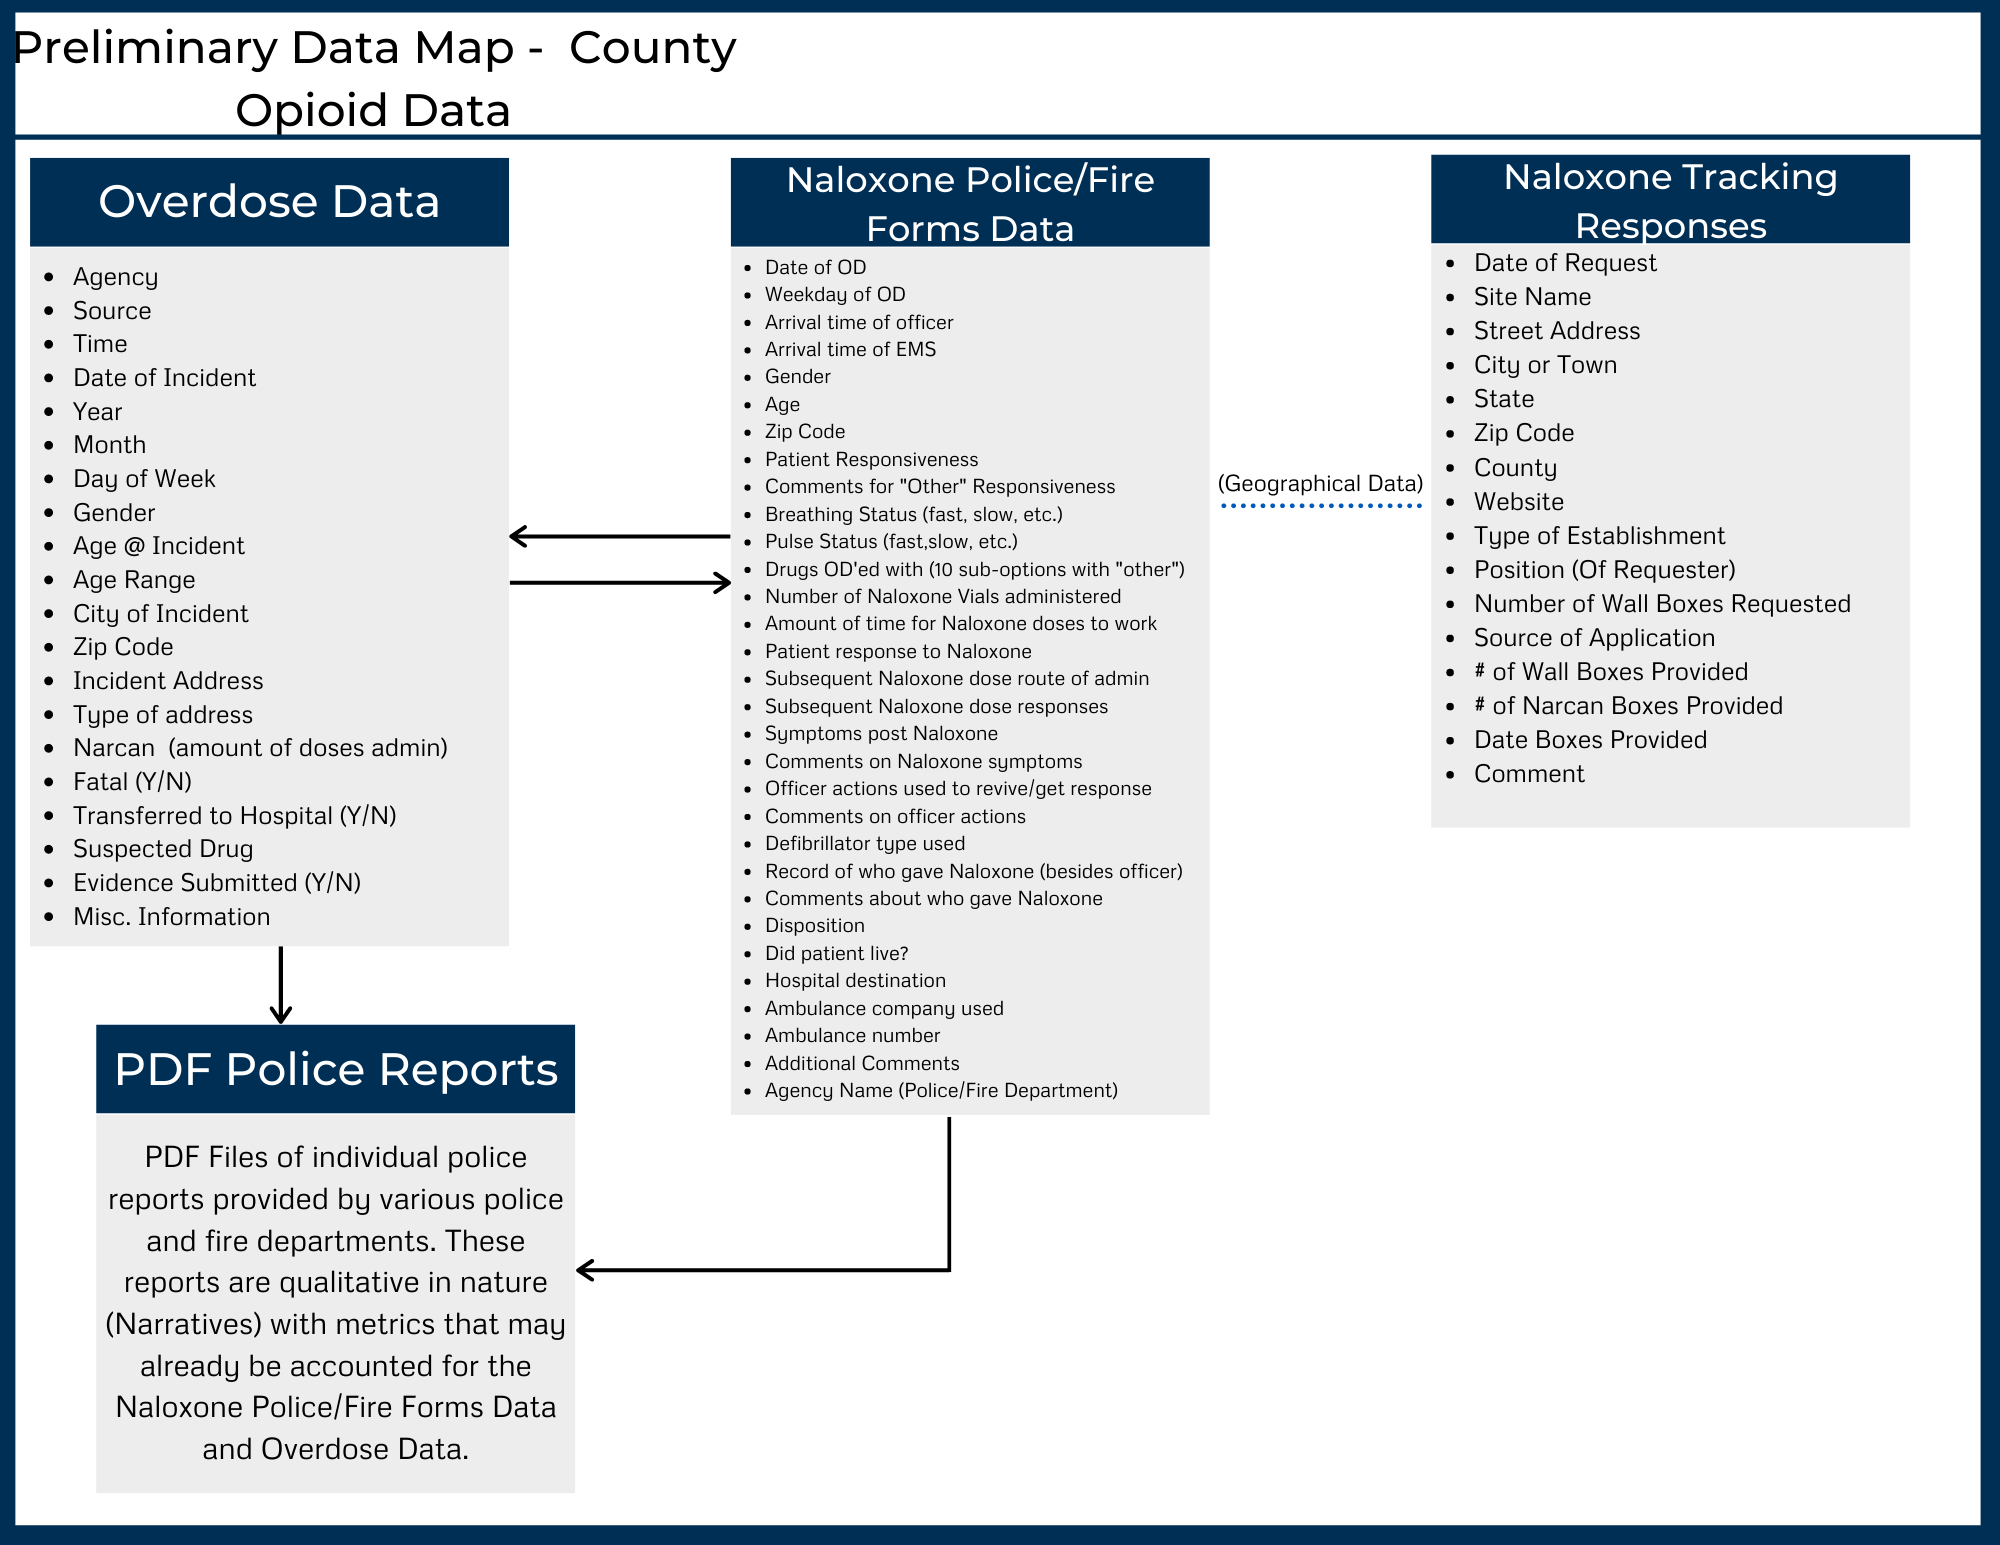 Preliminary Data Map -  County
Opioid Data
Overdose Data
Agency
Source
Time
Date of Incident
Year
Month
Day of Week
Gender
Age @ Incident
Age Range
City of Incident
Zip Code
Incident Address
Type of address
Narcan  (amount of doses admin)
Fatal (Y/N)
Transferred to Hospital (Y/N)
Suspected Drug
Evidence Submitted (Y/N)
Misc. Information
PDF Police Reports
PDF Files of individual police
reports provided by various police
and fire departments. These
reports are qualitative in nature
(Narratives) with metrics that may
already be accounted for the
Naloxone Police/Fire Forms Data
and Overdose Data.
Naloxone Police/Fire
Forms Data
Date of OD
Weekday of OD
Arrival time of officer
Arrival time of EMS
Gender
Age
Zip Code
Patient Responsiveness
Comments for "Other" Responsiveness
Breathing Status (fast, slow, etc.)
Pulse Status (fast,slow, etc.)
Drugs OD'ed with (10 sub-options with "other")
Number of Naloxone Vials administered
Amount of time for Naloxone doses to work
Patient response to Naloxone
Subsequent Naloxone dose route of admin
Subsequent Naloxone dose responses
Symptoms post Naloxone
Comments on Naloxone symptoms
Officer actions used to revive/get response
Comments on officer actions
Defibrillator type used
Record of who gave Naloxone (besides officer)
Comments about who gave Naloxone
Disposition
Did patient live?
Hospital destination
Ambulance company used
Ambulance number
Additional Comments
Agency Name (Police/Fire Department)
(Geographical Data)
Naloxone Tracking
Responses
Date of Request
Site Name
Street Address
City or Town
State
Zip Code
County
Website
Type of Establishment
Position (Of Requester)
Number of Wall Boxes Requested
Source of Application
# of Wall Boxes Provided
# of Narcan Boxes Provided
Date Boxes Provided
Comment